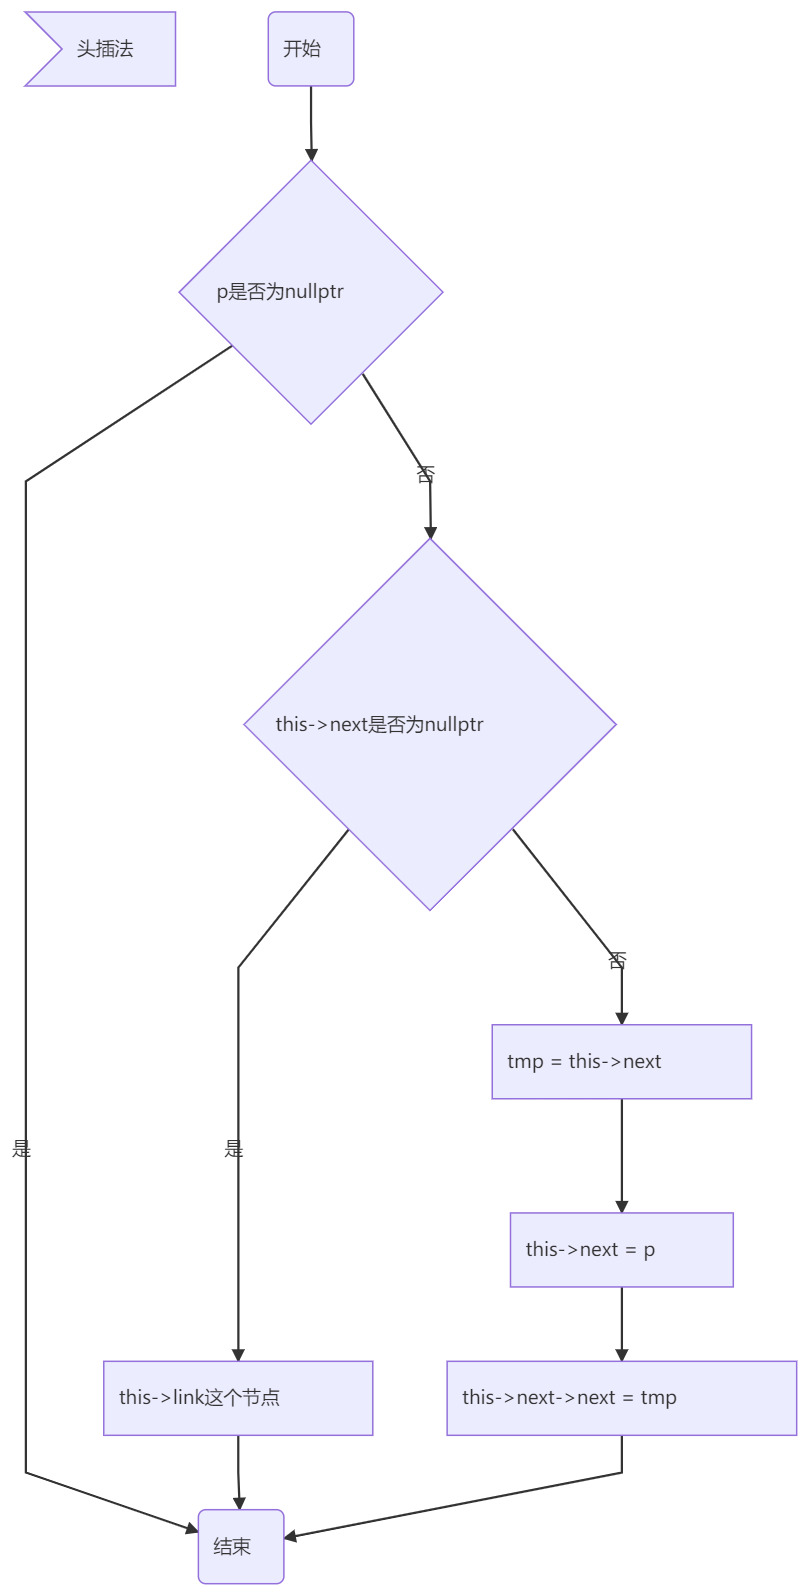 头插法
开始
p是否为nullptr
否
this->next是否为nullptr
否
tmp = this->next
是
是
this->next = p
this->link这个节点
this->next->next = tmp
结束